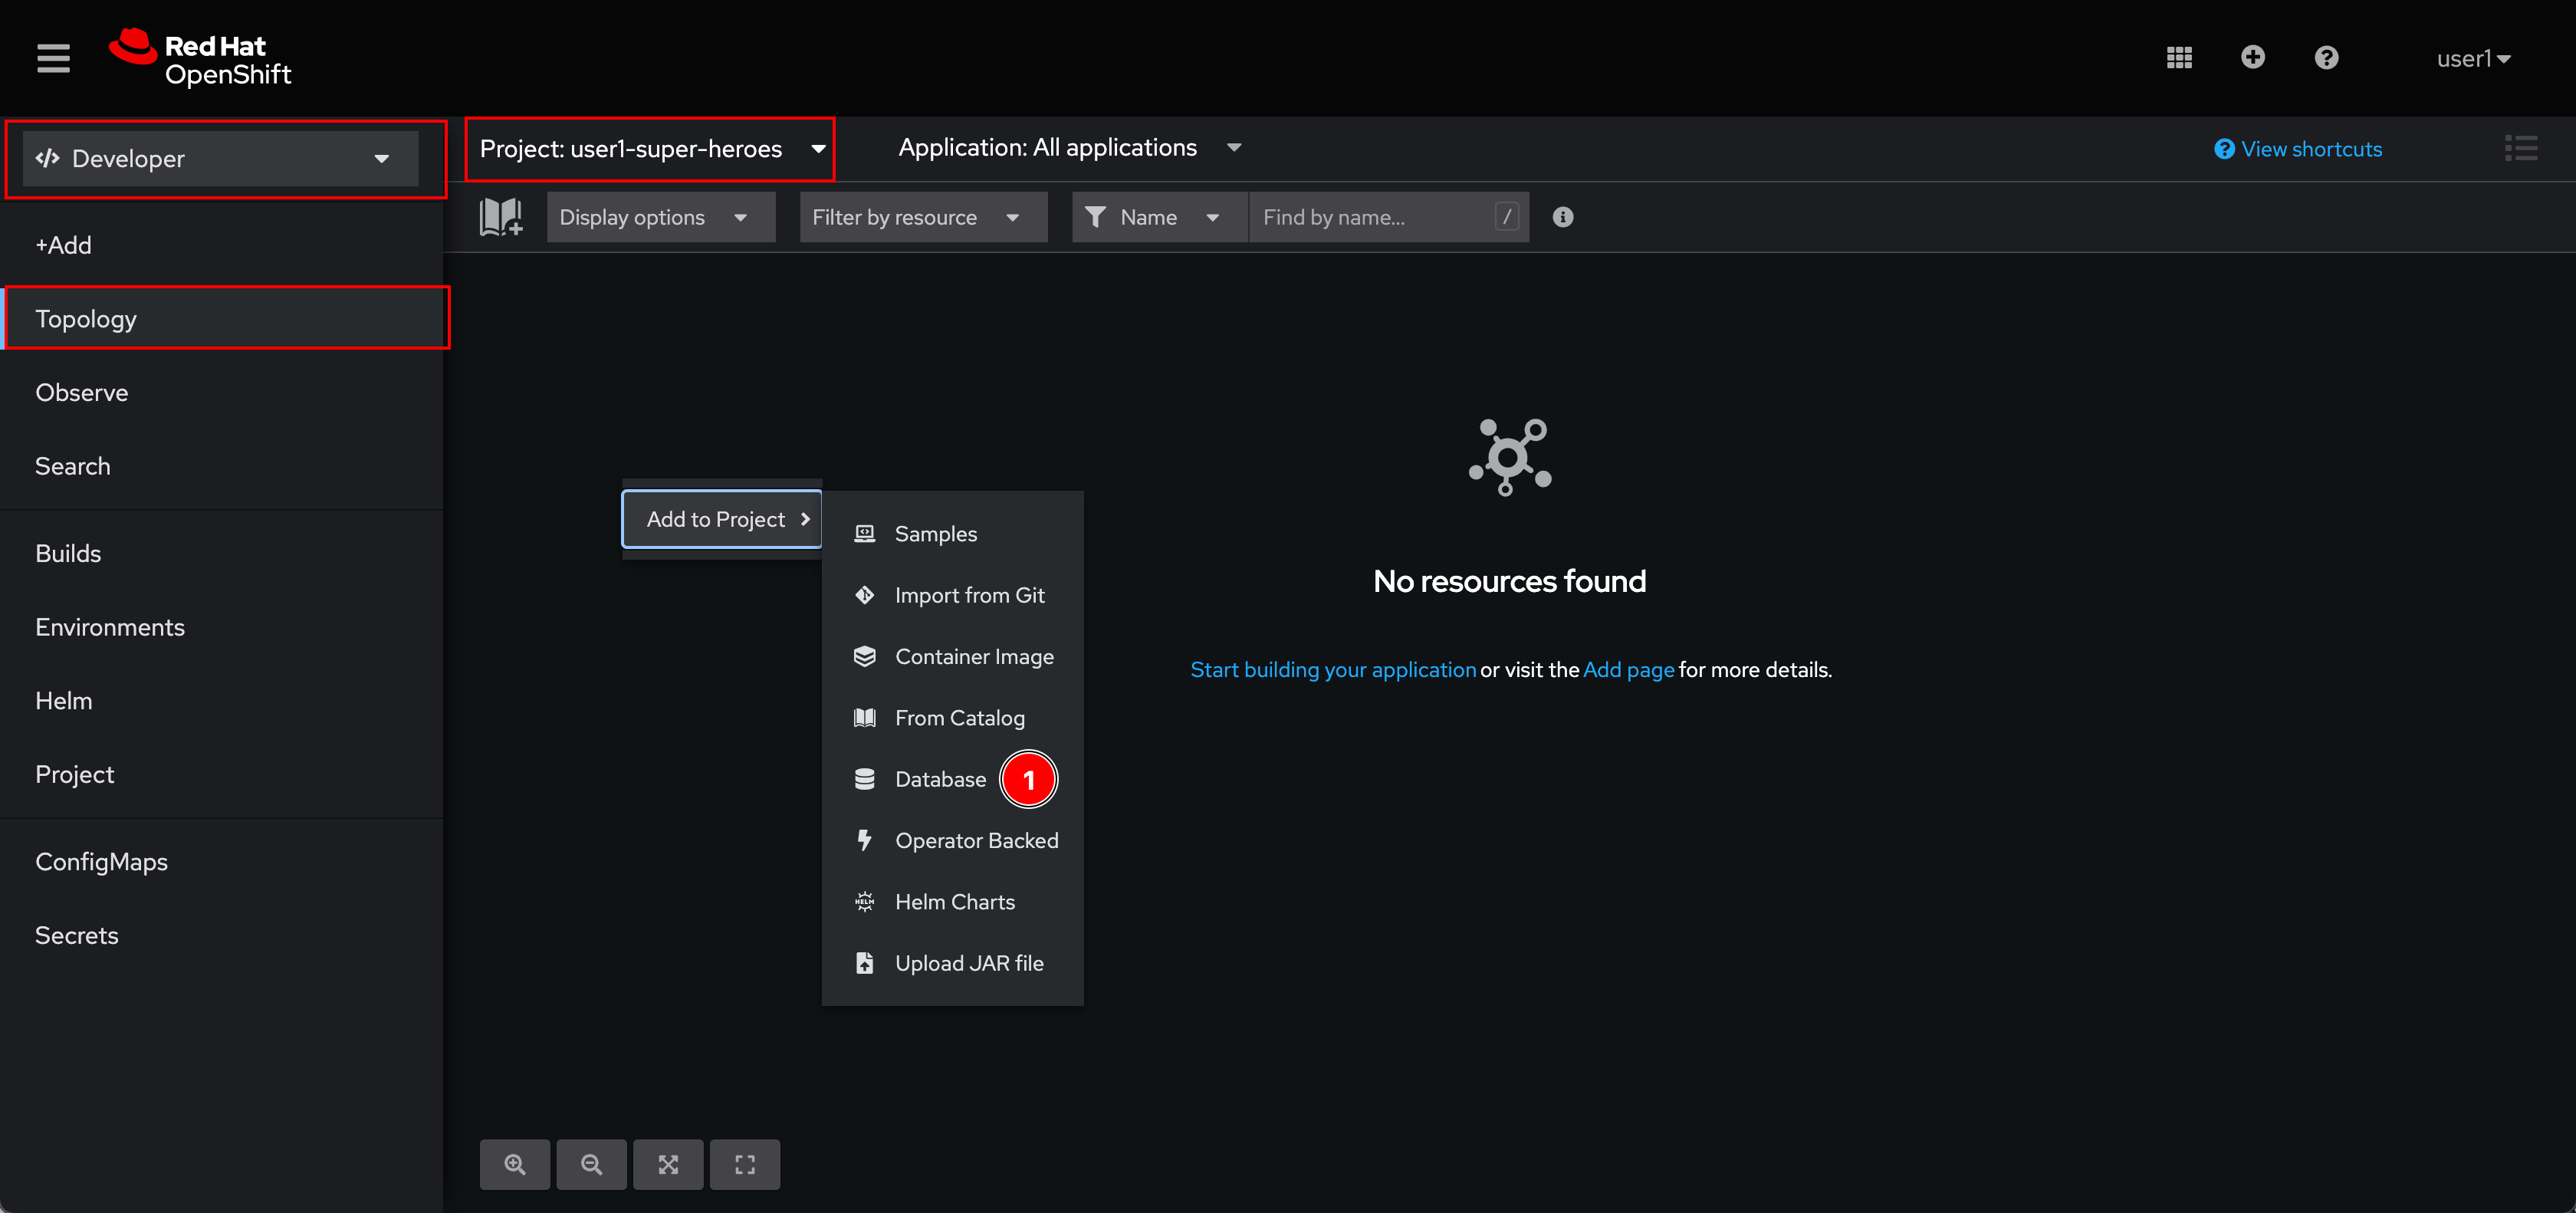 Red Hat
OpenShift
user1
Developer
Project: user1-super-heroes
Application: All applications
View shortcuts
Display options
Filter by resource
Name
Find by name...
/
+Add
Topology
Observe
Search
Builds
Environments
Helm
Project
ConfigMaps
Secrets
Add to Project
Samples
Import from Git
Container Image
From Catalog
Database
1
Operator Backed
HELM
Helm Charts
Upload JAR file
No resources found
Start building your application or visit the Add page for more details.